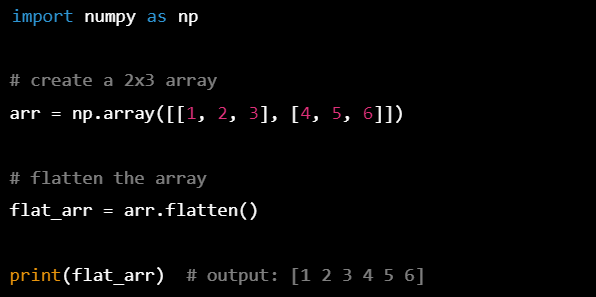 import numpy as np
# create a 2x3 array
arr = np.array([[1, 2, 3], [4, 5, 6]])
# flatten the array
flat_arr = arr.flatten()
print(flat_arr)  # output: [1 2 3 4 5 6]